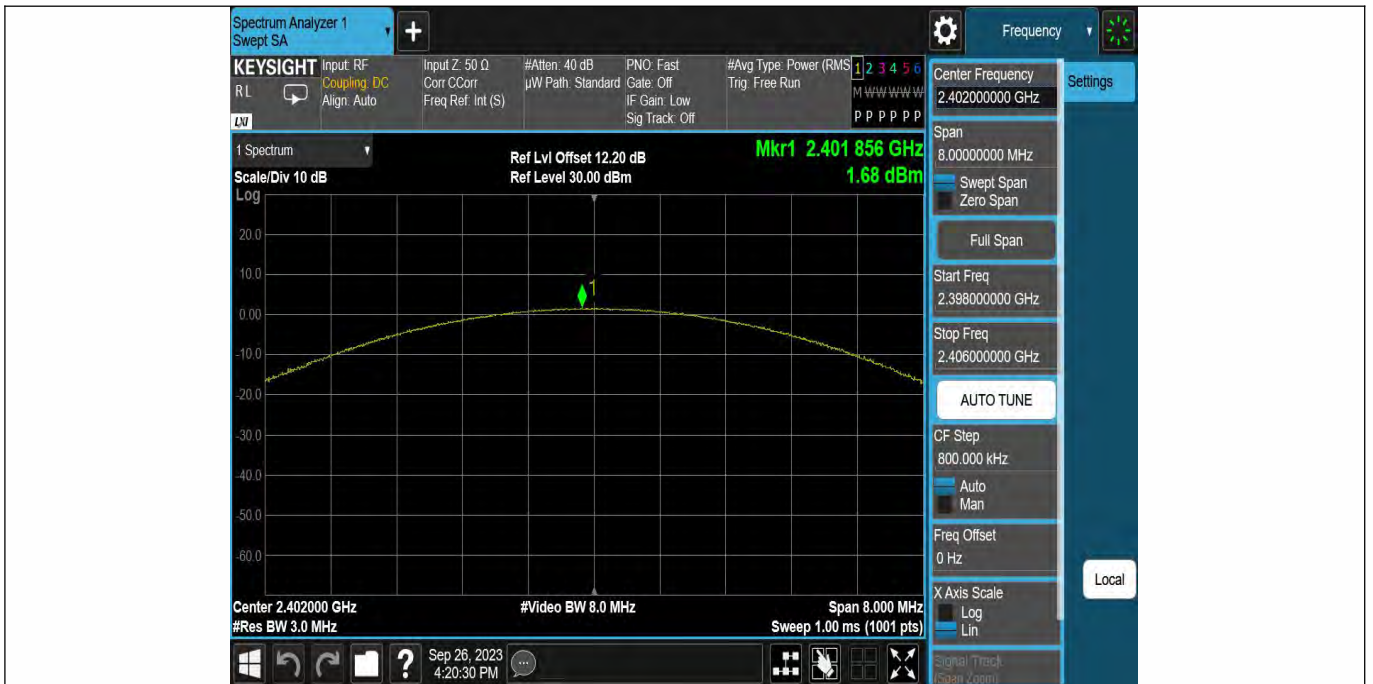 Spectrum Analyzer 1
Swept SA
Frequency
KEYSIGHT
R L
LXI
Input: RF
Coupling: DC
Align: Auto
Input Z: 50 Ω
Corr CCorr
Freq Ref: Int (S)
#Atten: 40 dB
µW Path: Standard
PNO: Fast
Gate: Off
IF Gain: Low
Sig Track: Off
#Avg Type: Power (RMS
Trig: Free Run
1 2 3 4 5 6
M W W W W W
P P P P P P
1 Spectrum
Scale/Div 10 dB
Log
Ref Lvl Offset 12.20 dB
Ref Level 30.00 dBm
Mkr1 2.401 856 GHz
1.68 dBm
20.0
10.0
0.00
-10.0
-20.0
-30.0
-40.0
-50.0
-60.0
1
Center 2.402000 GHz
#Res BW 3.0 MHz
#Video BW 8.0 MHz
Span 8.000 MHz
Sweep 1.00 ms (1001 pts)
Sep 26, 2023
4:20:30 PM
Center Frequency
2.402000000 GHz
Settings
Span
8.00000000 MHz
Swept Span
Zero Span
Full Span
Start Freq
2.398000000 GHz
Stop Freq
2.406000000 GHz
AUTO TUNE
CF Step
800.000 kHz
Auto
Man
Freq Offset
0 Hz
X Axis Scale
Log
Lin
Local
Signal Track
(Span Zoom)